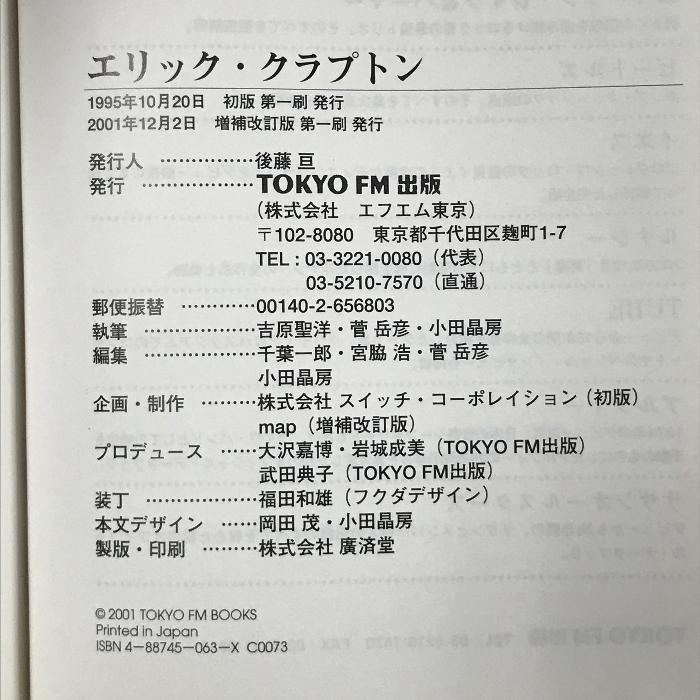 エリック・クラプトン
1995年10月20日　初版 第一刷 発行
2001年12月2日　増補改訂版 第一刷 発行
発行人 ……………後藤 亘
発行 ………………TOKYO FM 出版
（株式会社　エフエム東京）
〒102-8080　東京都千代田区麹町1-7
TEL : 03-3221-0080（代表）
03-5210-7570（直通）
郵便振替 …………00140-2-656803
執筆 ………………吉原聖洋・菅 岳彦・小田晶房
編集 ………………千葉一郎・宮脇 浩・菅 岳彦
小田晶房
企画・制作 ………株式会社 スイッチ・コーポレイション（初版）
map（増補改訂版）
プロデュース ……大沢嘉博・岩城成美（TOKYO FM出版）
武田典子（TOKYO FM出版）
装丁 ………………福田和雄（フクダデザイン）
本文デザイン ……岡田 茂・小田晶房
製版・印刷 ………株式会社 廣済堂
© 2001 TOKYO FM BOOKS
Printed in Japan
ISBN 4–88745–063–X C0073